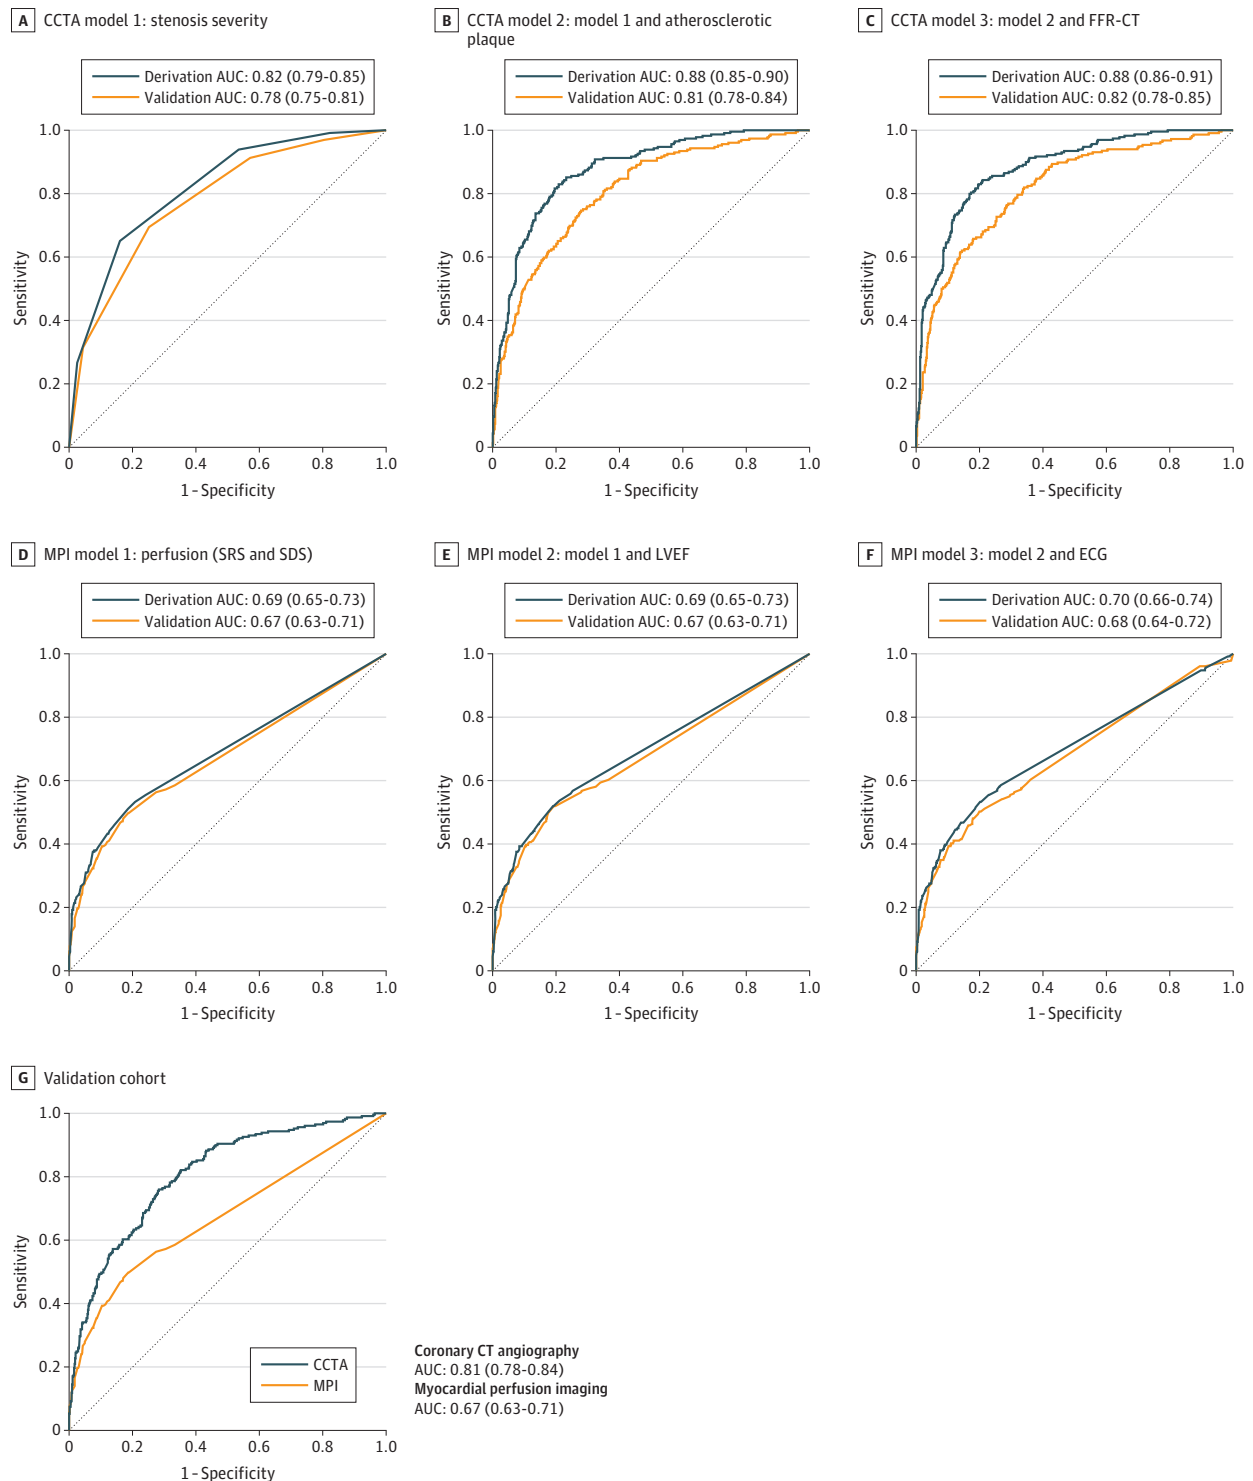 A CCTA model 1: stenosis severity
Derivation AUC: 0.82 (0.79-0.85)
Validation AUC: 0.78 (0.75-0.81)
1.0
0.8
0.6
0.4
0.2
0
Sensitivity
0 0.2 0.4 0.6 0.8 1.0
1 - Specificity
B CCTA model 2: model 1 and atherosclerotic
plaque
Derivation AUC: 0.88 (0.85-0.90)
Validation AUC: 0.81 (0.78-0.84)
1.0
0.8
0.6
0.4
0.2
0
Sensitivity
0 0.2 0.4 0.6 0.8 1.0
1 - Specificity
C CCTA model 3: model 2 and FFR-CT
Derivation AUC: 0.88 (0.86-0.91)
Validation AUC: 0.82 (0.78-0.85)
1.0
0.8
0.6
0.4
0.2
0
Sensitivity
0 0.2 0.4 0.6 0.8 1.0
1 - Specificity
D MPI model 1: perfusion (SRS and SDS)
Derivation AUC: 0.69 (0.65-0.73)
Validation AUC: 0.67 (0.63-0.71)
1.0
0.8
0.6
0.4
0.2
0
Sensitivity
0 0.2 0.4 0.6 0.8 1.0
1 - Specificity
E MPI model 2: model 1 and LVEF
Derivation AUC: 0.69 (0.65-0.73)
Validation AUC: 0.67 (0.63-0.71)
1.0
0.8
0.6
0.4
0.2
0
Sensitivity
0 0.2 0.4 0.6 0.8 1.0
1 - Specificity
F MPI model 3: model 2 and ECG
Derivation AUC: 0.70 (0.66-0.74)
Validation AUC: 0.68 (0.64-0.72)
1.0
0.8
0.6
0.4
0.2
0
Sensitivity
0 0.2 0.4 0.6 0.8 1.0
1 - Specificity
G Validation cohort
1.0
0.8
0.6
0.4
0.2
0
Sensitivity
CCTA
MPI
0 0.2 0.4 0.6 0.8 1.0
1 - Specificity
Coronary CT angiography
AUC: 0.81 (0.78-0.84)
Myocardial perfusion imaging
AUC: 0.67 (0.63-0.71)